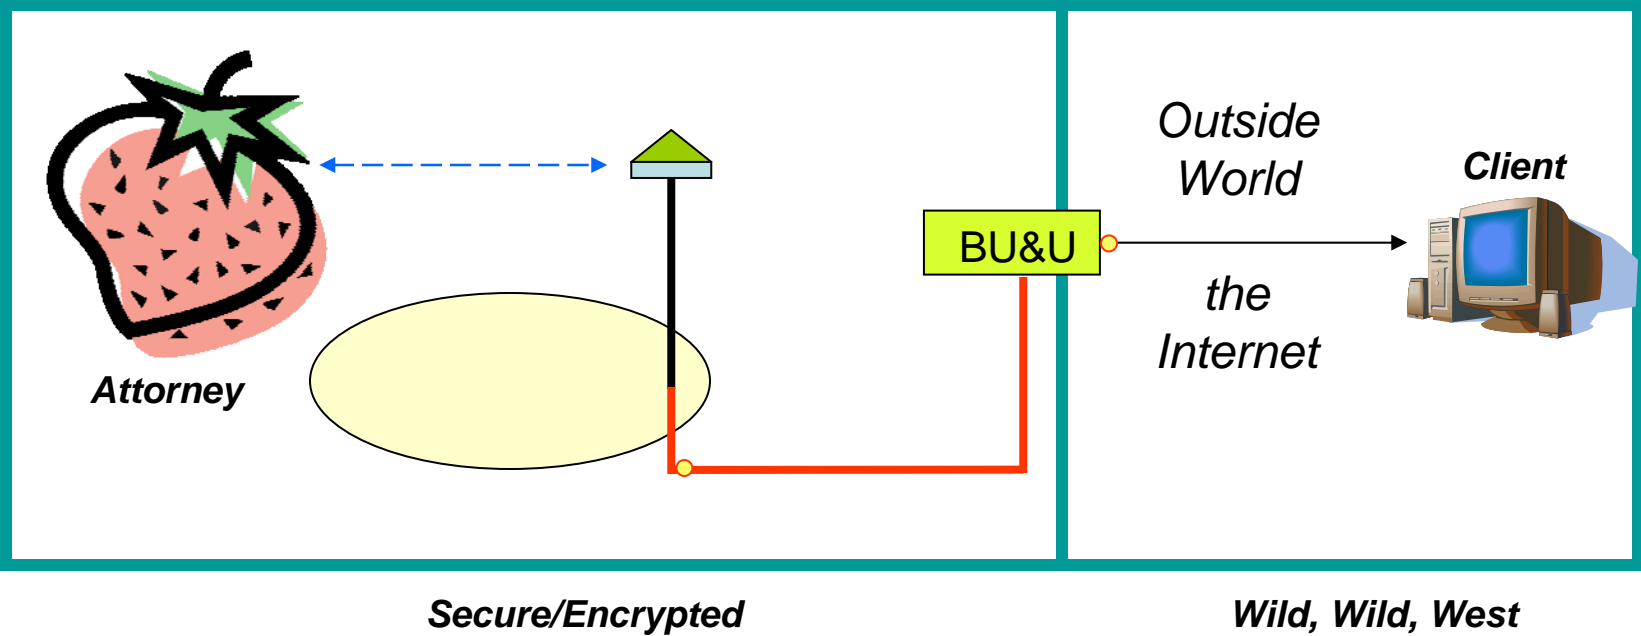 Attorney
BU&U
Outside
World
the
Internet
Client
Secure/Encrypted
Wild, Wild, West